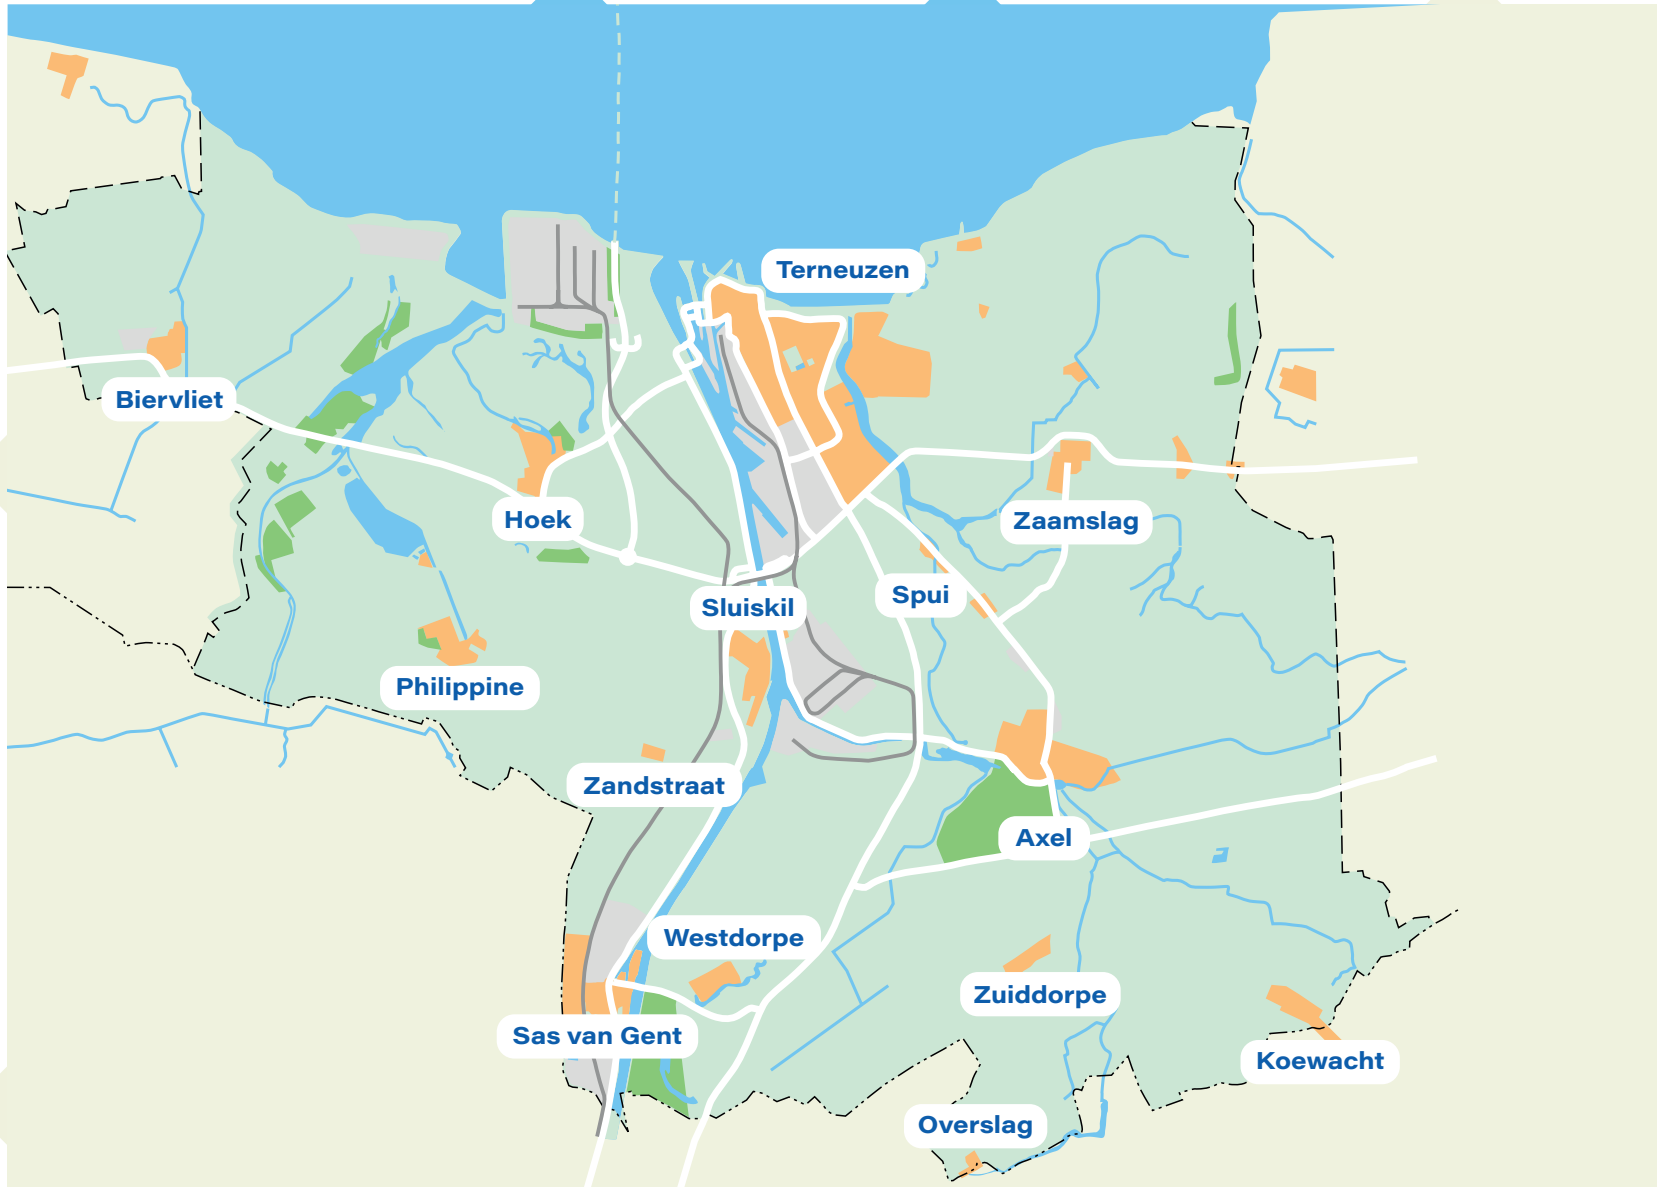 Terneuzen
Biervliet
Hoek
Zaamslag
Spui
Sluiskil
Philippine
Zandstraat
Axel
Westdorpe
Zuiddorpe
Sas van Gent
Koewacht
Overslag